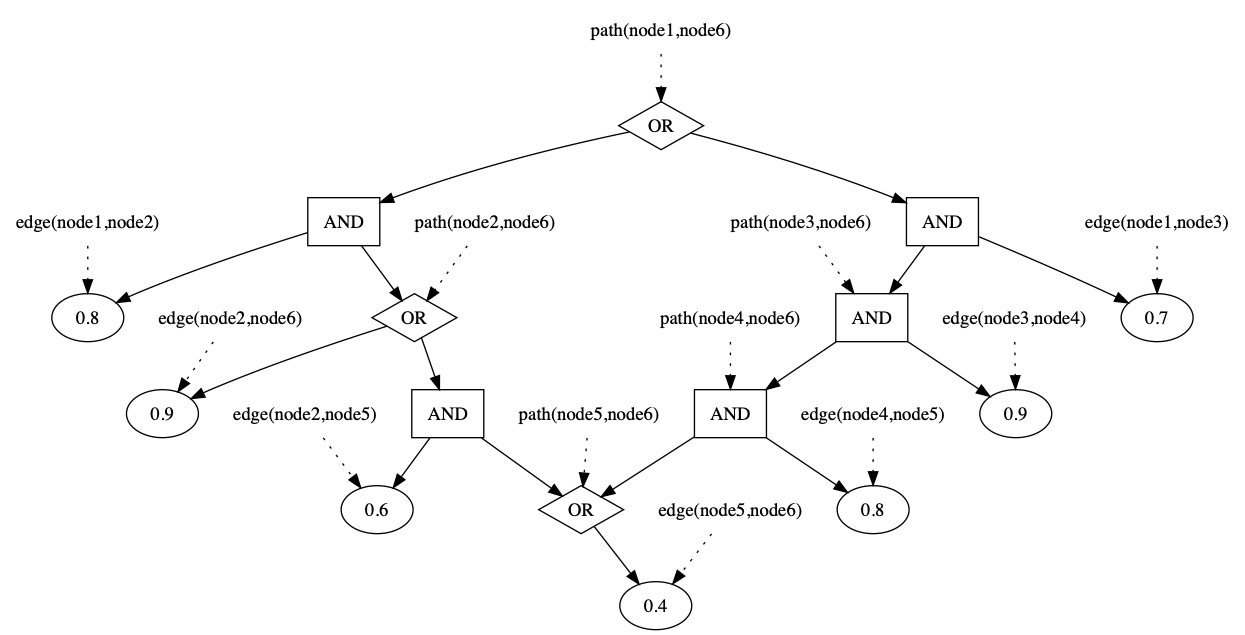 path(node1,node6)
OR
AND
AND
edge(node1,node2)
path(node2,node6)
path(node3,node6)
edge(node1,node3)
0.8
edge(node2,node6)
OR
path(node4,node6)
AND
edge(node3,node4)
0.7
0.9
edge(node2,node5)
AND
path(node5,node6)
AND
edge(node4,node5)
0.9
0.6
OR
edge(node5,node6)
0.8
0.4